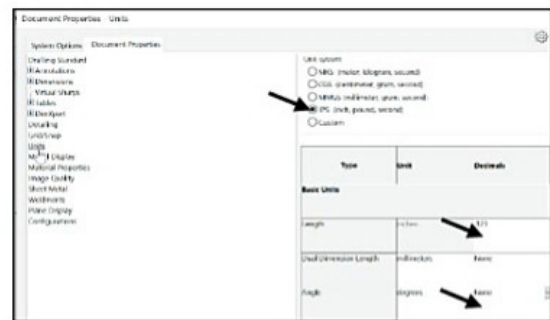 Document Properties Units
System Options Document Properties
Drafting Standard
Annotations
Dimensions
Virtual Sharps
Tables
DimXpert
Detailing
Grid/Snap
Units
Model Display
Material Properties
Image Quality
Sheet Metal
Weldments
Plane Display
Configurations
Unit system
MKS (meter, kilogram, second)
CGS (centimeter, gram, second)
MMGS (millimeter, gram, second)
IPS (inch, pound, second)
Custom
Type Unit Decimals
Basic Units
Length inches .123
Dual Dimension Length millimeters None
Angle degrees None